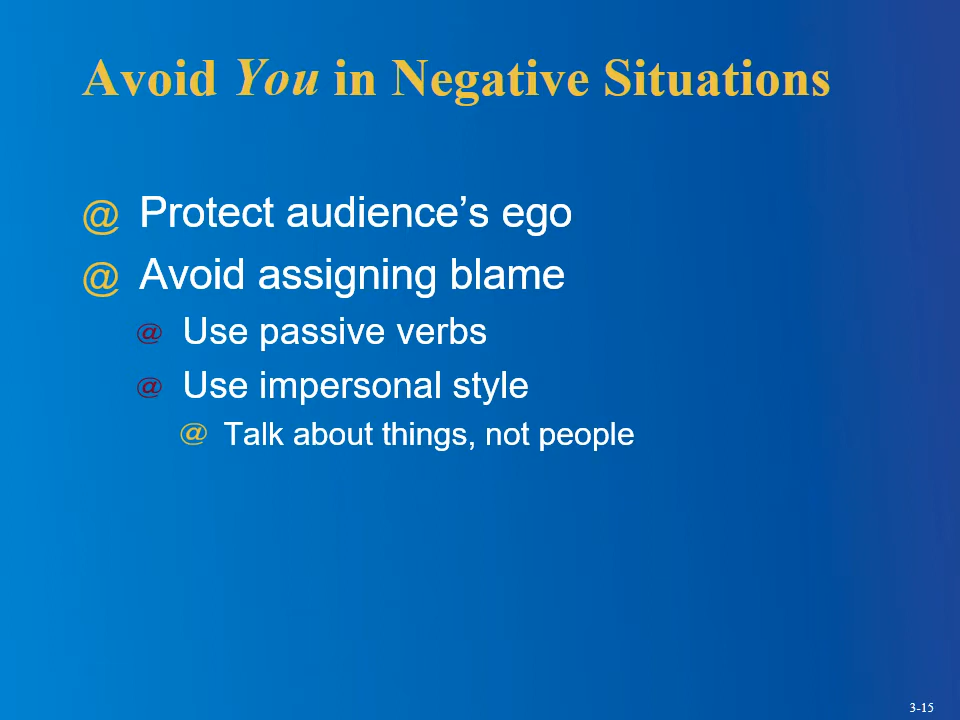 Avoid You in Negative Situations
@ Protect audience’s ego
@ Avoid assigning blame
@ Use passive verbs
@ Use impersonal style
@ Talk about things, not people
3-15